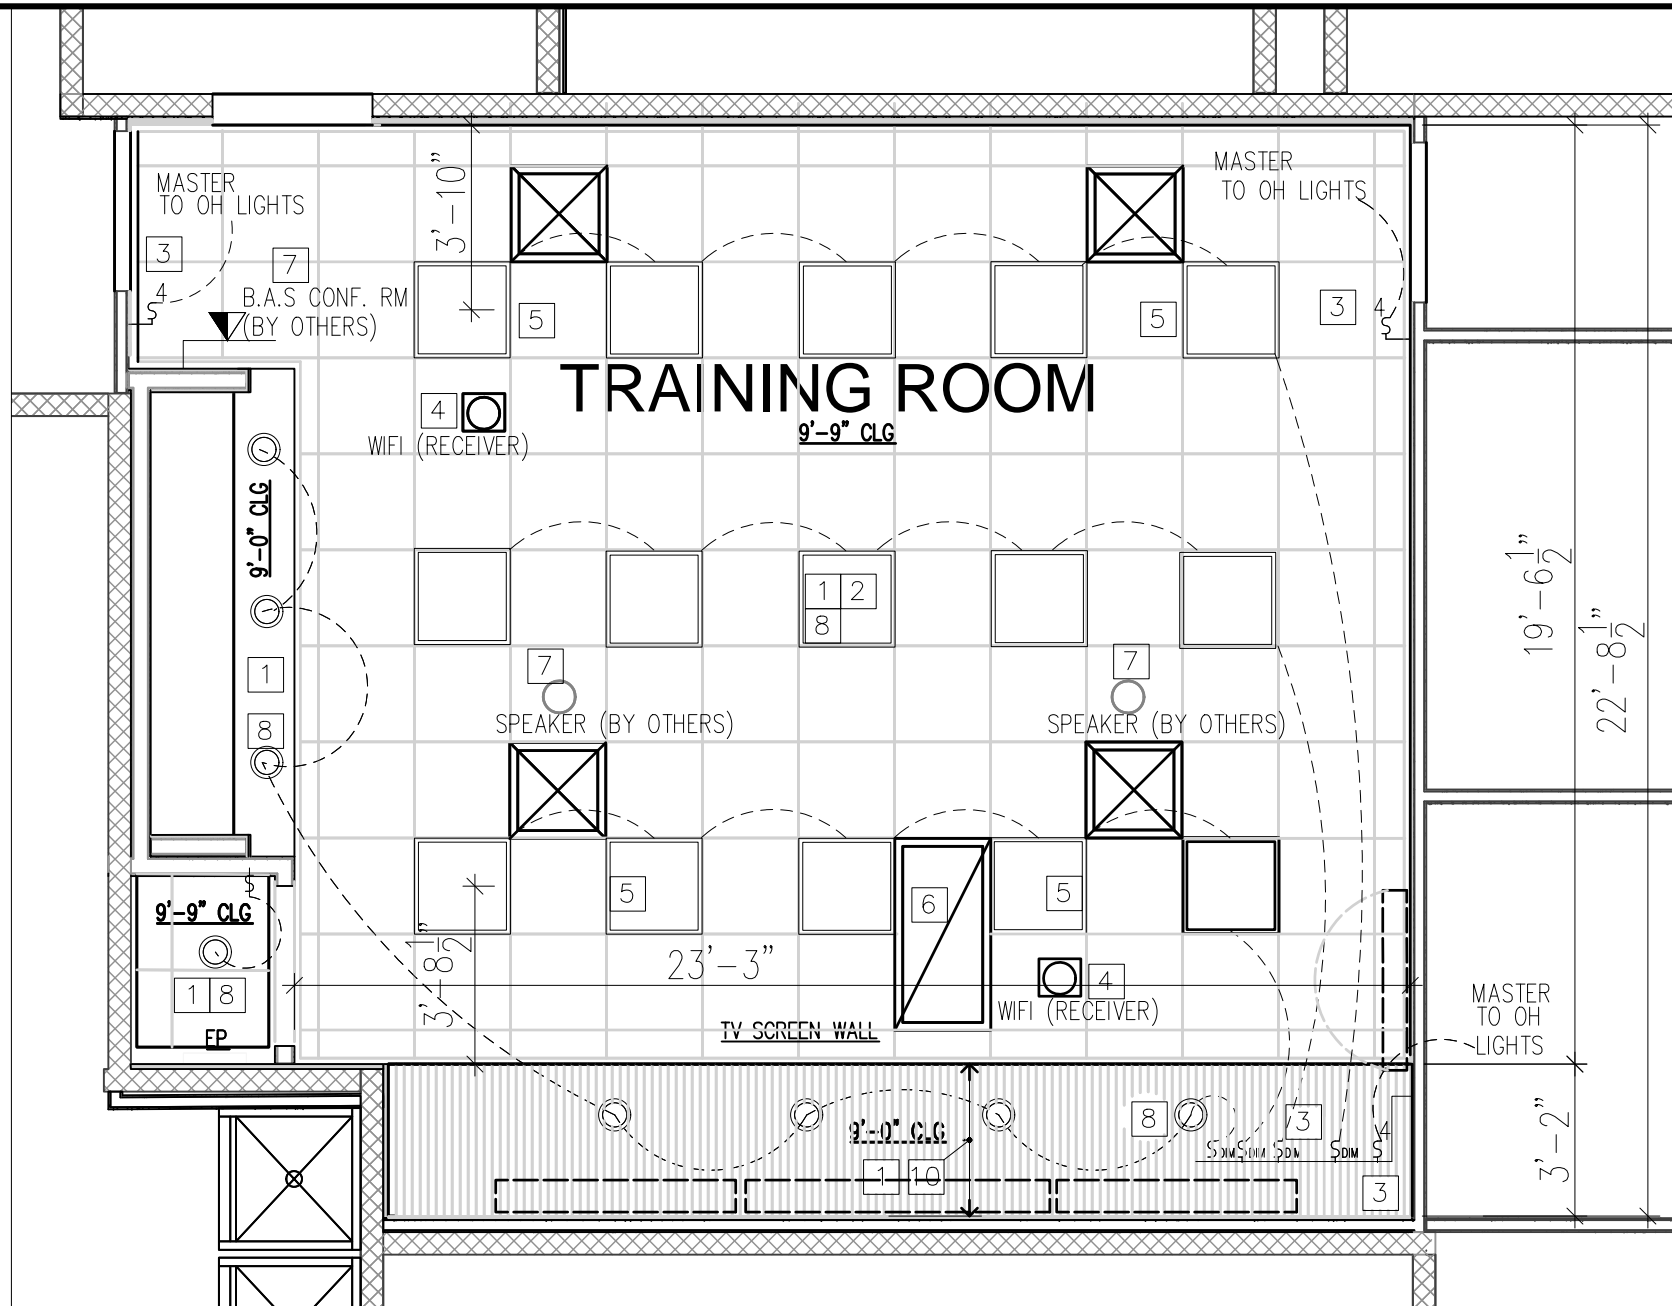 MASTER
TO OH LIGHTS
3'-10"
MASTER
TO OH LIGHTS
3
7
4
S
B.A.S CONF. RM
(BY OTHERS)
5
5
3
4
S
TRAINING ROOM
9'-9" CLG
4
WIFI (RECEIVER)
9'-0" CLG
1 2
8
19'-6 1/2"
22'-8 1/2"
1
8
7
SPEAKER (BY OTHERS)
7
SPEAKER (BY OTHERS)
S
9'-9" CLG
1 8
EP
5
6
5
3'-8 1/2"
23'-3"
4
WIFI (RECEIVER)
TV SCREEN WALL
MASTER
TO OH
LIGHTS
9'-0" CLG
1 10
8
3
SDIM SDIM SDIM SDIM S
4
3
3'-2"